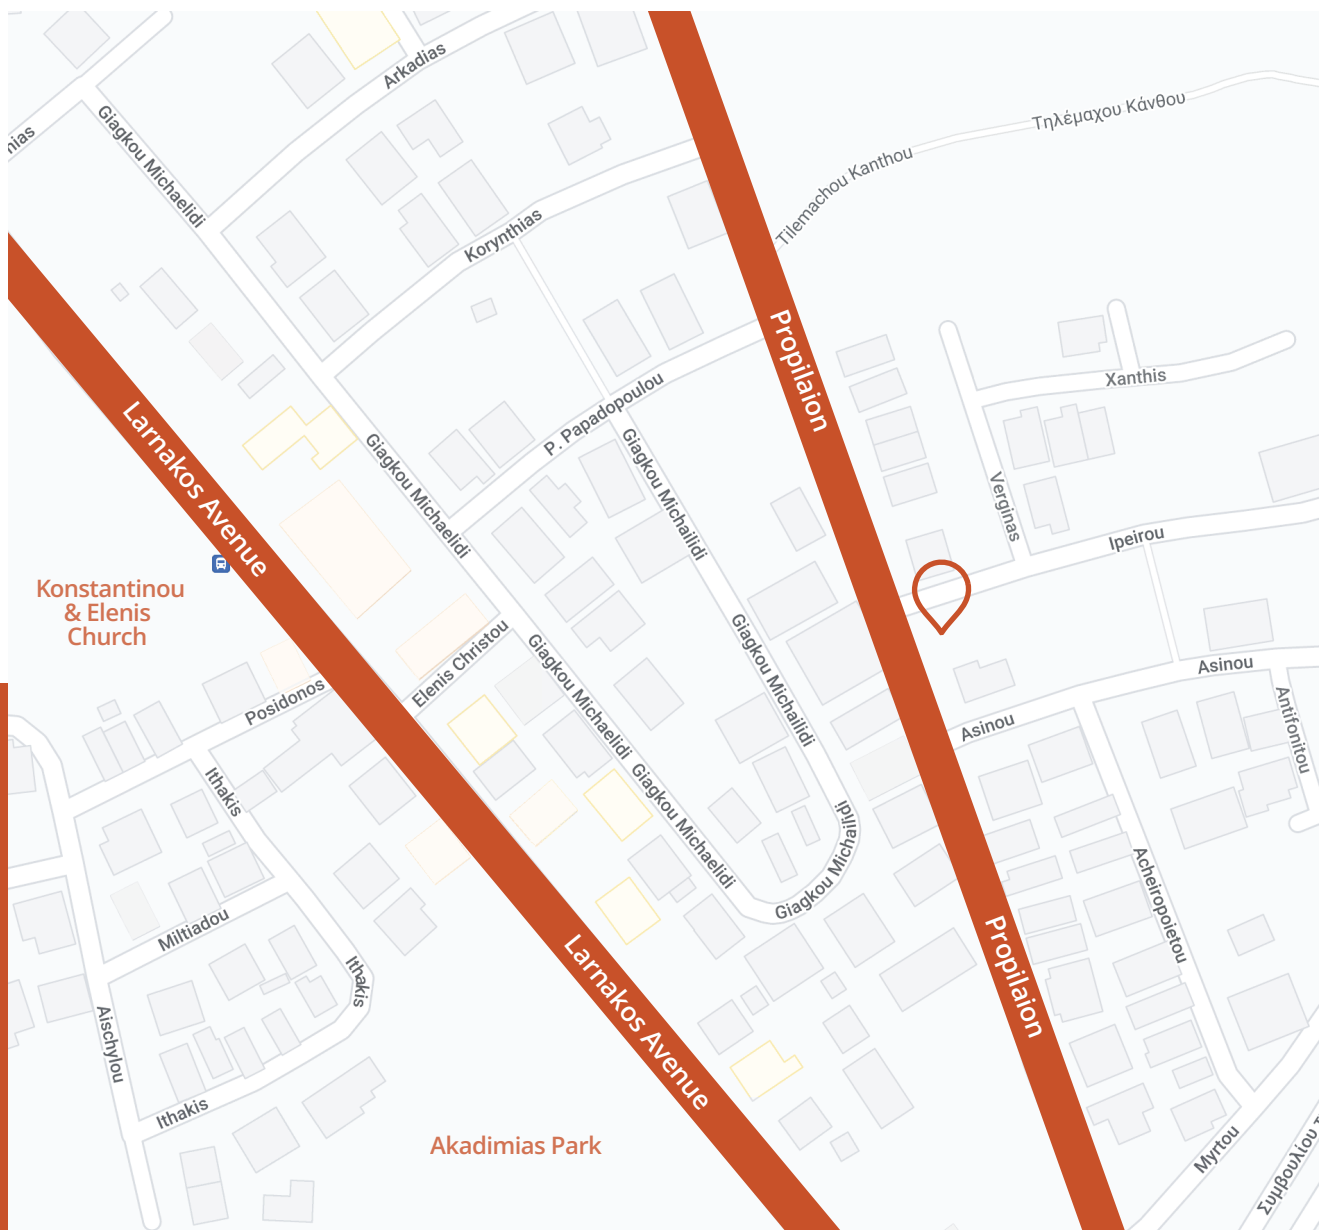 Arkadias
Giagkou Michaelidi
Τηλέμαχου Κάνθου
Tilemachou Kanthou
Korynthias
Propilaion
Xanthis
P. Papadopoulou
Larnakos Avenue
Giagkou Michaelidi
Giagkou Michailidi
Verginas
Ipeirou
Konstantinou
& Elenis
Church
Elenis Christou
Giagkou Michaelidi
Giagkou Michailidi
Posidonos
Asinou
Asinou
Antifonitou
Ithakis
Giagkou Michaelidi
Giagkou Michailidi
Acheiropoietou
Miltiadou
Ithakis
Propilaion
Larnakos Avenue
Aischylou
Ithakis
Akadimias Park
Myrtou
Συμβουλίου